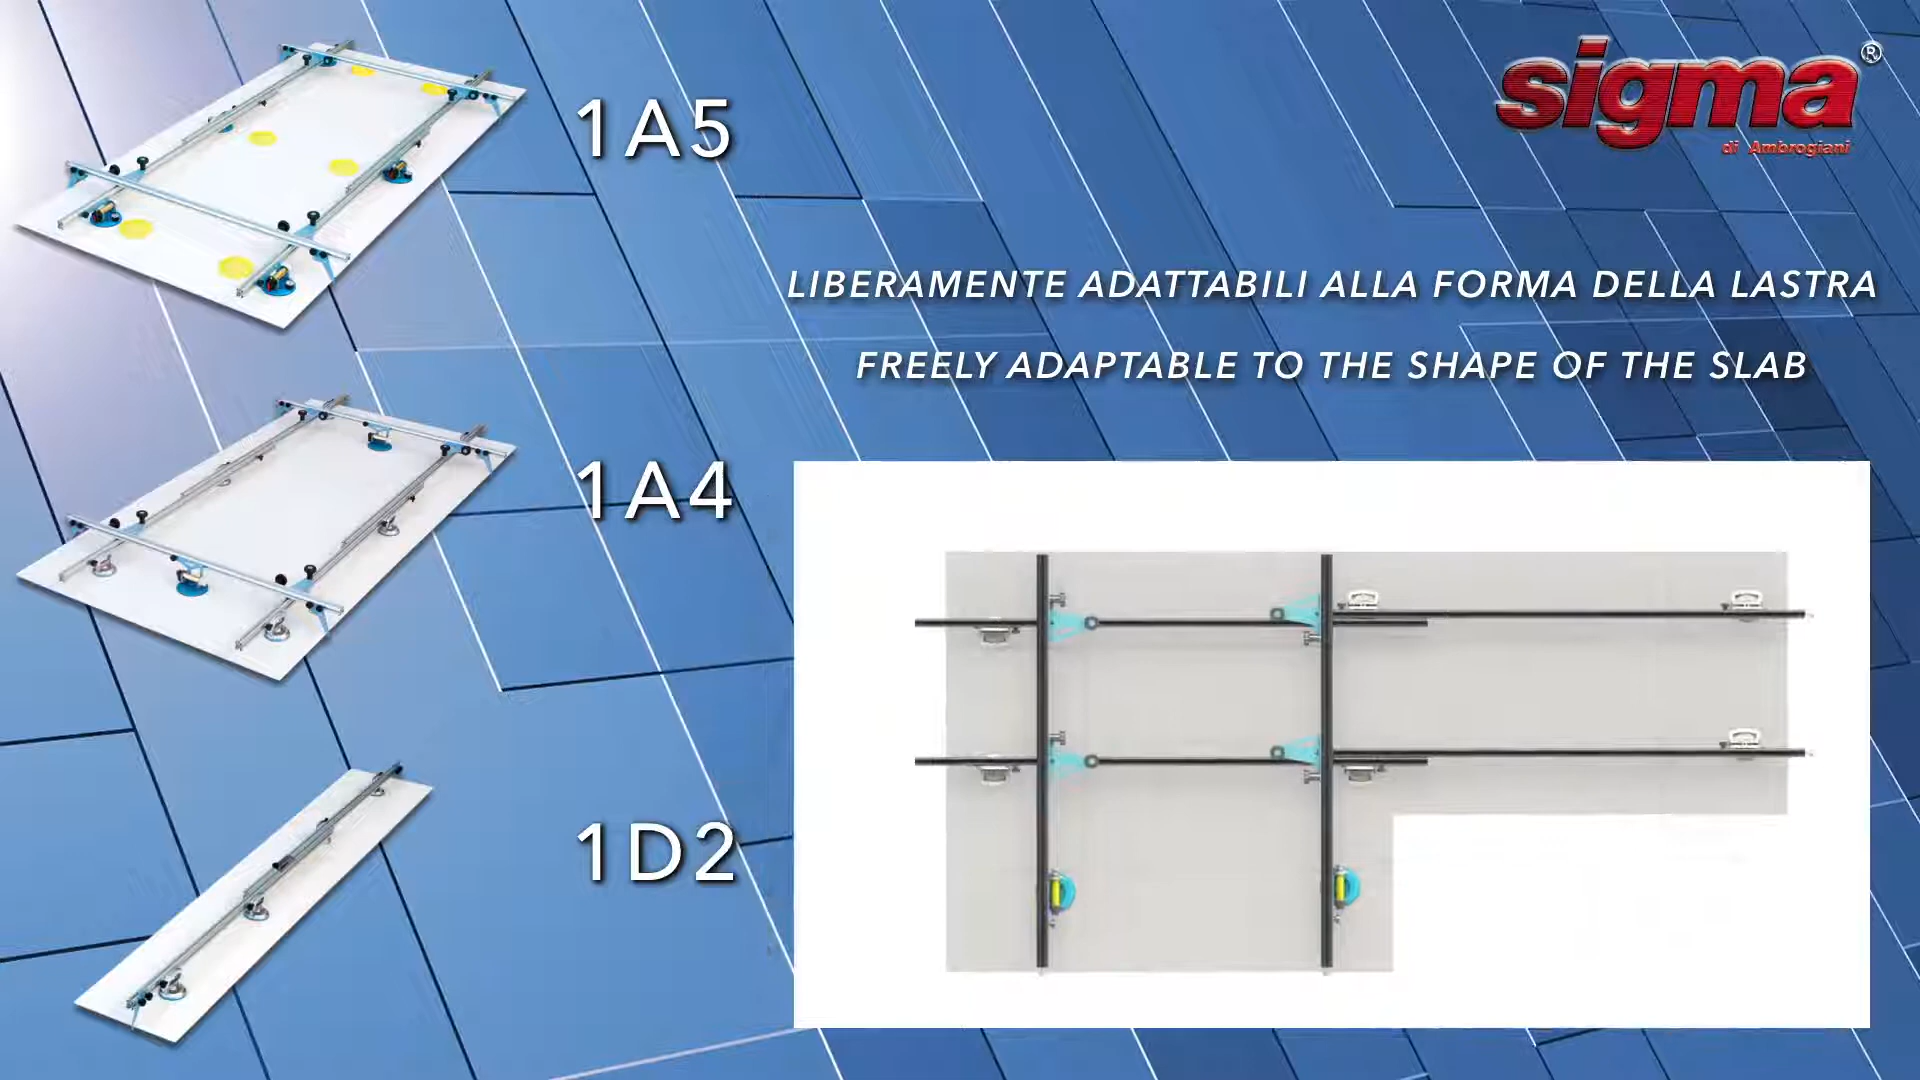 sigma®
di Ambrogiani
1A5
LIBERAMENTE ADATTABILI ALLA FORMA DELLA LASTRA
FREELY ADAPTABLE TO THE SHAPE OF THE SLAB
1A4
1D2